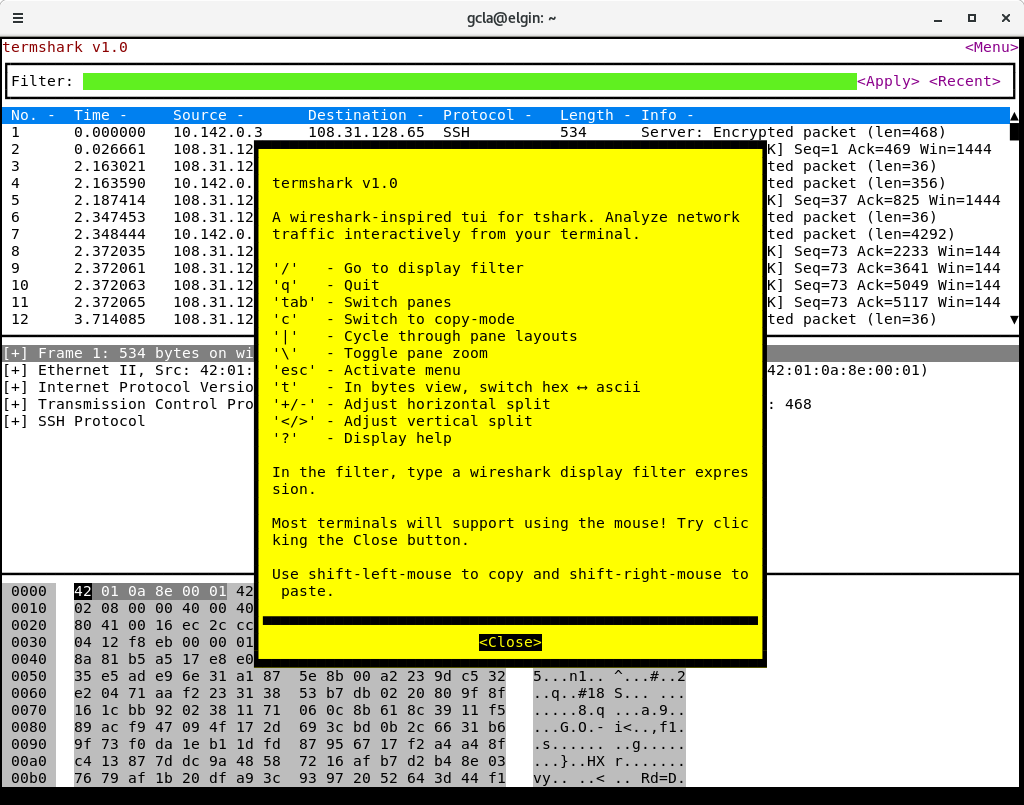 gcla@elgin: ~
termshark v1.0 <Menu>
Filter: <Apply> <Recent>
No. - Time - Source - Destination - Protocol - Length - Info -
1 0.000000 10.142.0.3 108.31.128.65 SSH 534 Server: Encrypted packet (len=468)
2 0.026661 108.31.12 K] Seq=1 Ack=469 Win=1444
3 2.163021 108.31.12 ted packet (len=36)
4 2.163590 10.142.0. ted packet (len=356)
5 2.187414 108.31.12 K] Seq=37 Ack=825 Win=1444
6 2.347453 108.31.12 ted packet (len=36)
7 2.348444 10.142.0. ted packet (len=4292)
8 2.372035 108.31.12 K] Seq=73 Ack=2233 Win=144
9 2.372061 108.31.12 K] Seq=73 Ack=3641 Win=144
10 2.372063 108.31.12 K] Seq=73 Ack=5049 Win=144
11 2.372065 108.31.12 K] Seq=73 Ack=5117 Win=144
12 3.714085 108.31.12 ted packet (len=36)
[+] Frame 1: 534 bytes on wi
[+] Ethernet II, Src: 42:01: 42:01:0a:8e:00:01)
[+] Internet Protocol Versio
[+] Transmission Control Pro : 468
[+] SSH Protocol
termshark v1.0
A wireshark-inspired tui for tshark. Analyze network
traffic interactively from your terminal.
'/' - Go to display filter
'q' - Quit
'tab' - Switch panes
'c' - Switch to copy-mode
'|' - Cycle through pane layouts
'\' - Toggle pane zoom
'esc' - Activate menu
't' - In bytes view, switch hex ↔ ascii
'+/-' - Adjust horizontal split
'</>' - Adjust vertical split
'?' - Display help
In the filter, type a wireshark display filter expres
sion.
Most terminals will support using the mouse! Try clic
king the Close button.
Use shift-left-mouse to copy and shift-right-mouse to
paste.
<Close>
0000 42 01 0a 8e 00 01 42
0010 02 08 00 00 40 00 40
0020 80 41 00 16 ec 2c cc
0030 04 12 f8 eb 00 00 01
0040 8a 81 b5 a5 17 e8 e0
0050 35 e5 ad e9 6e 31 a1 87 5e 8b 00 a2 23 9d c5 32 5...n1.. ^...#..2
0060 e2 04 71 aa f2 23 31 38 53 b7 db 02 20 80 9f 8f ..q..#18 S... ...
0070 16 1c bb 92 02 38 11 71 06 0c 8b 61 8c 39 11 f5 .....8.q ...a.9..
0080 89 ac f9 47 09 4f 17 2d 69 3c bd 0b 2c 66 31 b6 ...G.O.- i<..,f1.
0090 9f 73 f0 da 1e b1 1d fd 87 95 67 17 f2 a4 a4 8f .s...... ..g.....
00a0 c4 13 87 7d dc 9a 48 58 72 16 af b7 d2 b4 8e 03 ...}..HX r.......
00b0 76 79 af 1b 20 df a9 3c 93 97 20 52 64 3d 44 f1 vy.. ..< .. Rd=D.